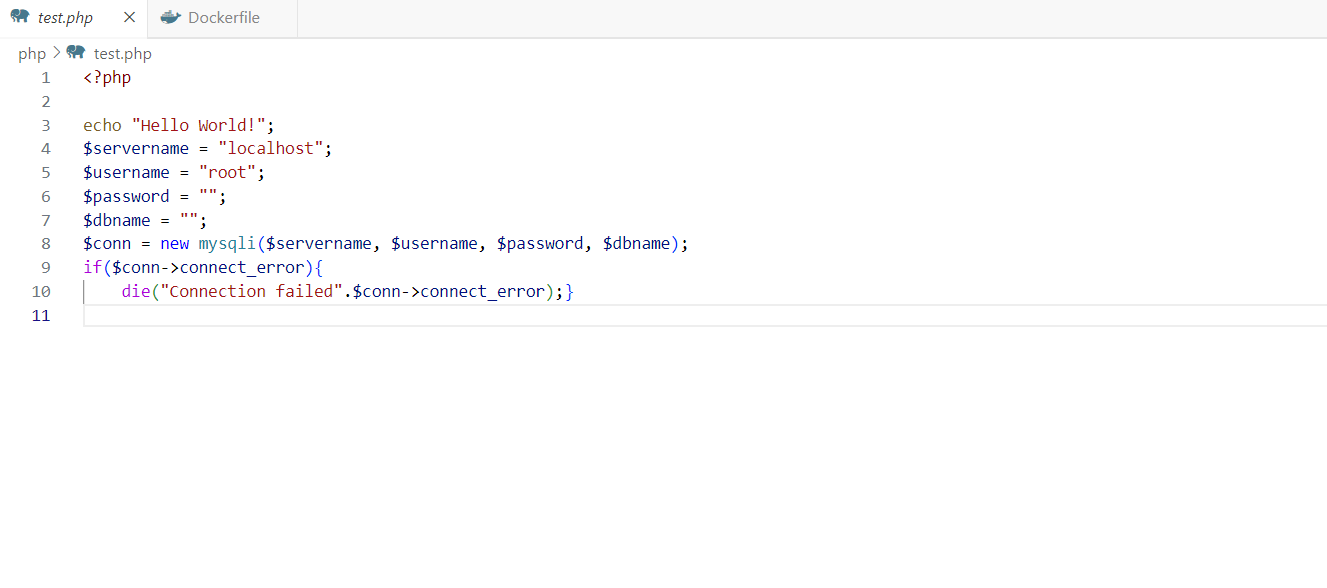 test.php Dockerfile
php > test.php
1 <?php
2
3 echo "Hello World!";
4 $servername = "localhost";
5 $username = "root";
6 $password = "";
7 $dbname = "";
8 $conn = new mysqli($servername, $username, $password, $dbname);
9 if($conn->connect_error){
10     die("Connection failed".$conn->connect_error);}
11